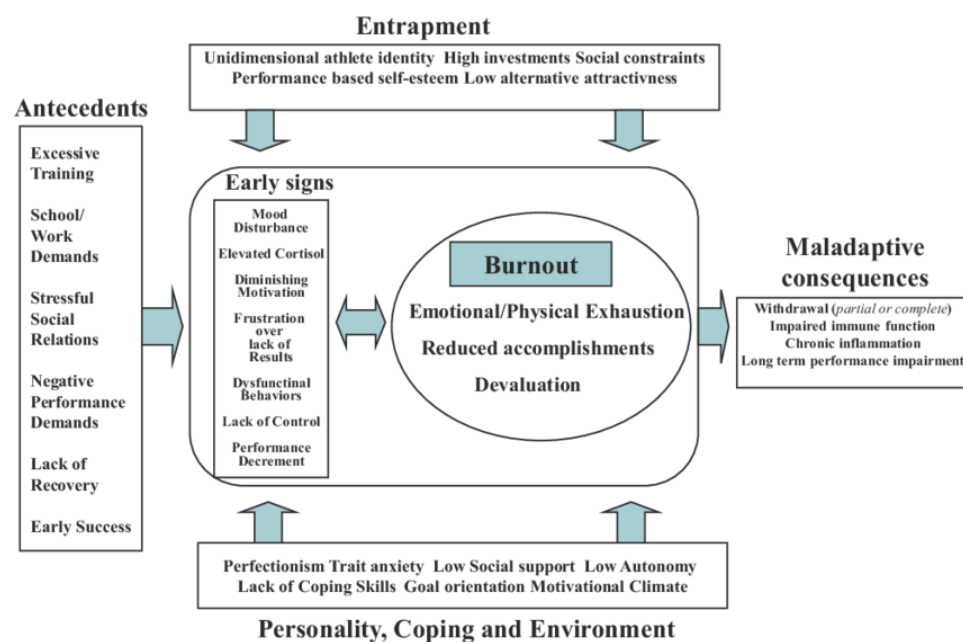 Entrapment
Unidimensional athlete identity High investments Social constraints
Performance based self-esteem Low alternative attractivness
Antecedents
Excessive
Training
School/
Work
Demands
Stressful
Social
Relations
Negative
Performance
Demands
Lack of
Recovery
Early Success
Early signs
Mood
Disturbance
Elevated Cortisol
Diminishing
Motivation
Frustration
over
lack of
Results
Dysfunctinal
Behaviors
Lack of Control
Performance
Decrement
Burnout
Emotional/Physical Exhaustion
Reduced accomplishments
Devaluation
Maladaptive
consequences
Withdrawal (partial or complete)
Impaired immune function
Chronic inflammation
Long term performance impairment
Perfectionism Trait anxiety Low Social support Low Autonomy
Lack of Coping Skills Goal orientation Motivational Climate
Personality, Coping and Environment